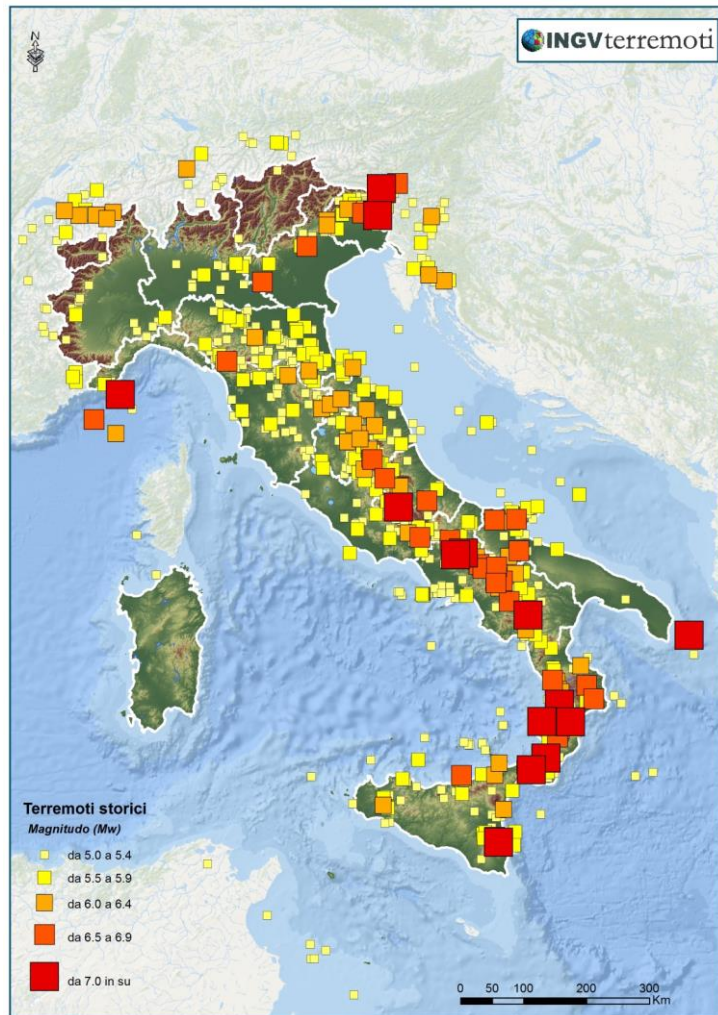 N
INGVterremoti
Terremoti storici
Magnitudo (Mw)
da 5.0 a 5.4
da 5.5 a 5.9
da 6.0 a 6.4
da 6.5 a 6.9
da 7.0 in su
0 50 100 200 300
Km